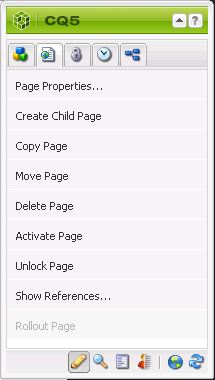 CQ5
?
Page Properties...
Create Child Page
Copy Page
Move Page
Delete Page
Activate Page
Unlock Page
Show References...
Rollout Page